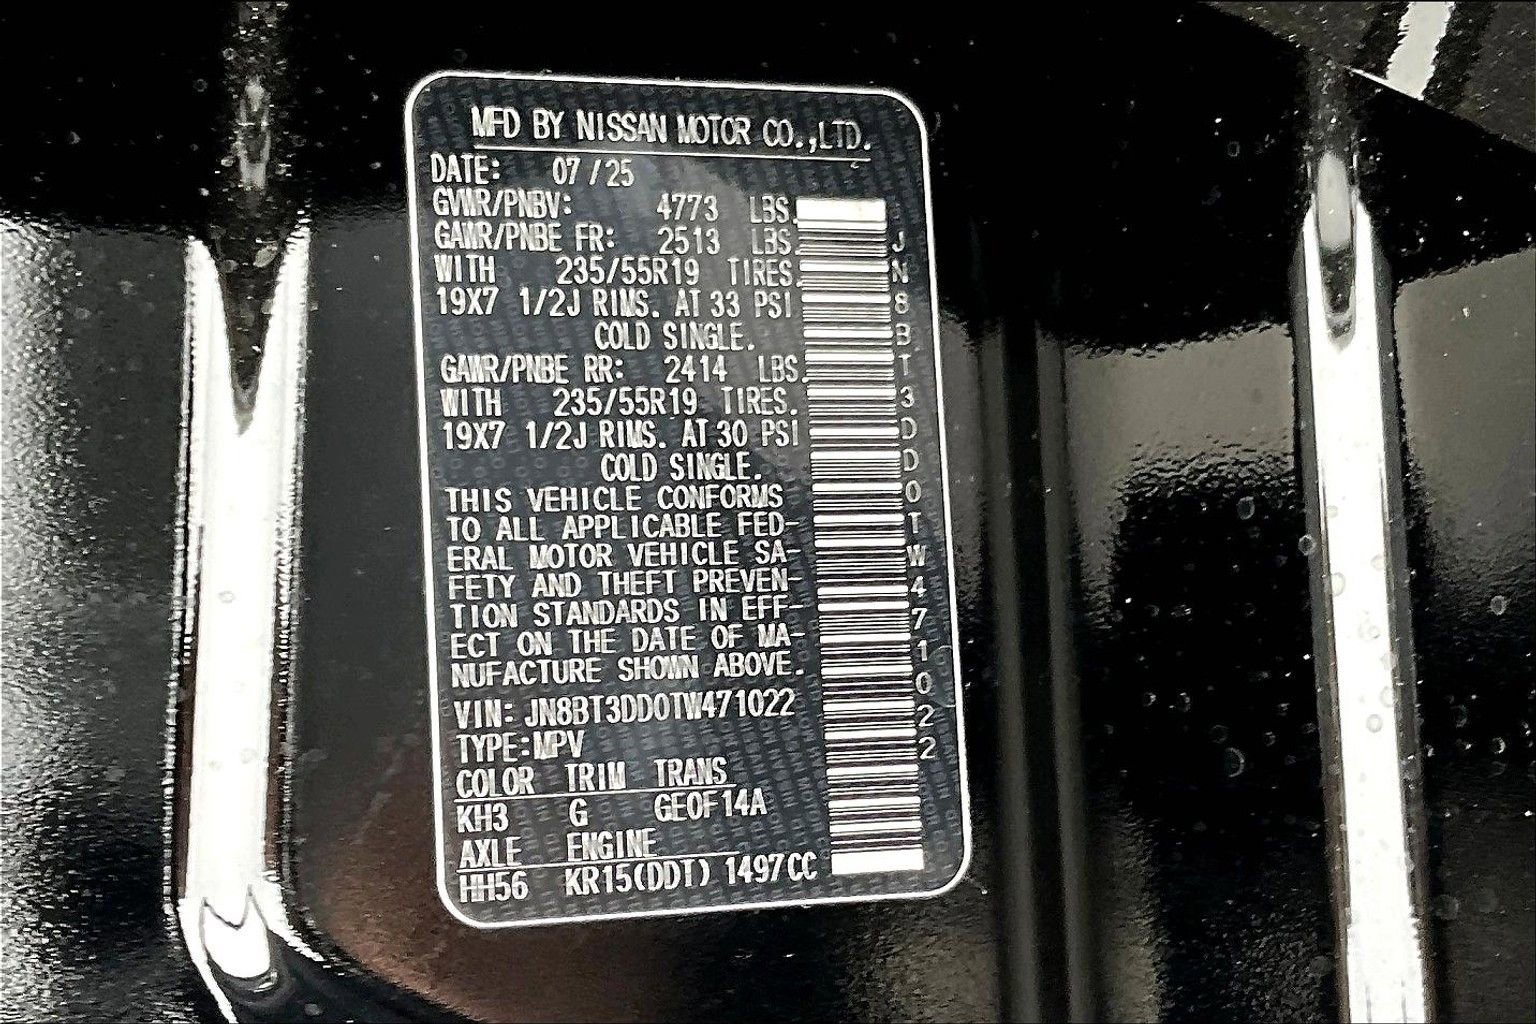 MFD BY NISSAN MOTOR CO.,LTD.
DATE: 07/25
GVWR/PNBV: 4773 LBS.
GAWR/PNBE FR: 2513 LBS.
WITH 235/55R19 TIRES.
19X7 1/2J RIMS. AT 33 PSI
COLD SINGLE.
GAWR/PNBE RR: 2414 LBS.
WITH 235/55R19 TIRES.
19X7 1/2J RIMS. AT 30 PSI
COLD SINGLE.
THIS VEHICLE CONFORMS
TO ALL APPLICABLE FED-
ERAL MOTOR VEHICLE SA-
FETY AND THEFT PREVEN-
TION STANDARDS IN EFF-
ECT ON THE DATE OF MA-
NUFACTURE SHOWN ABOVE.
VIN: JN8BT3DD0TW471022
TYPE:MPV
COLOR TRIM TRANS
KH3 G GE0F14A
AXLE ENGINE
HH56 KR15(DDT) 1497CC
JN8BT3DD0TW471022